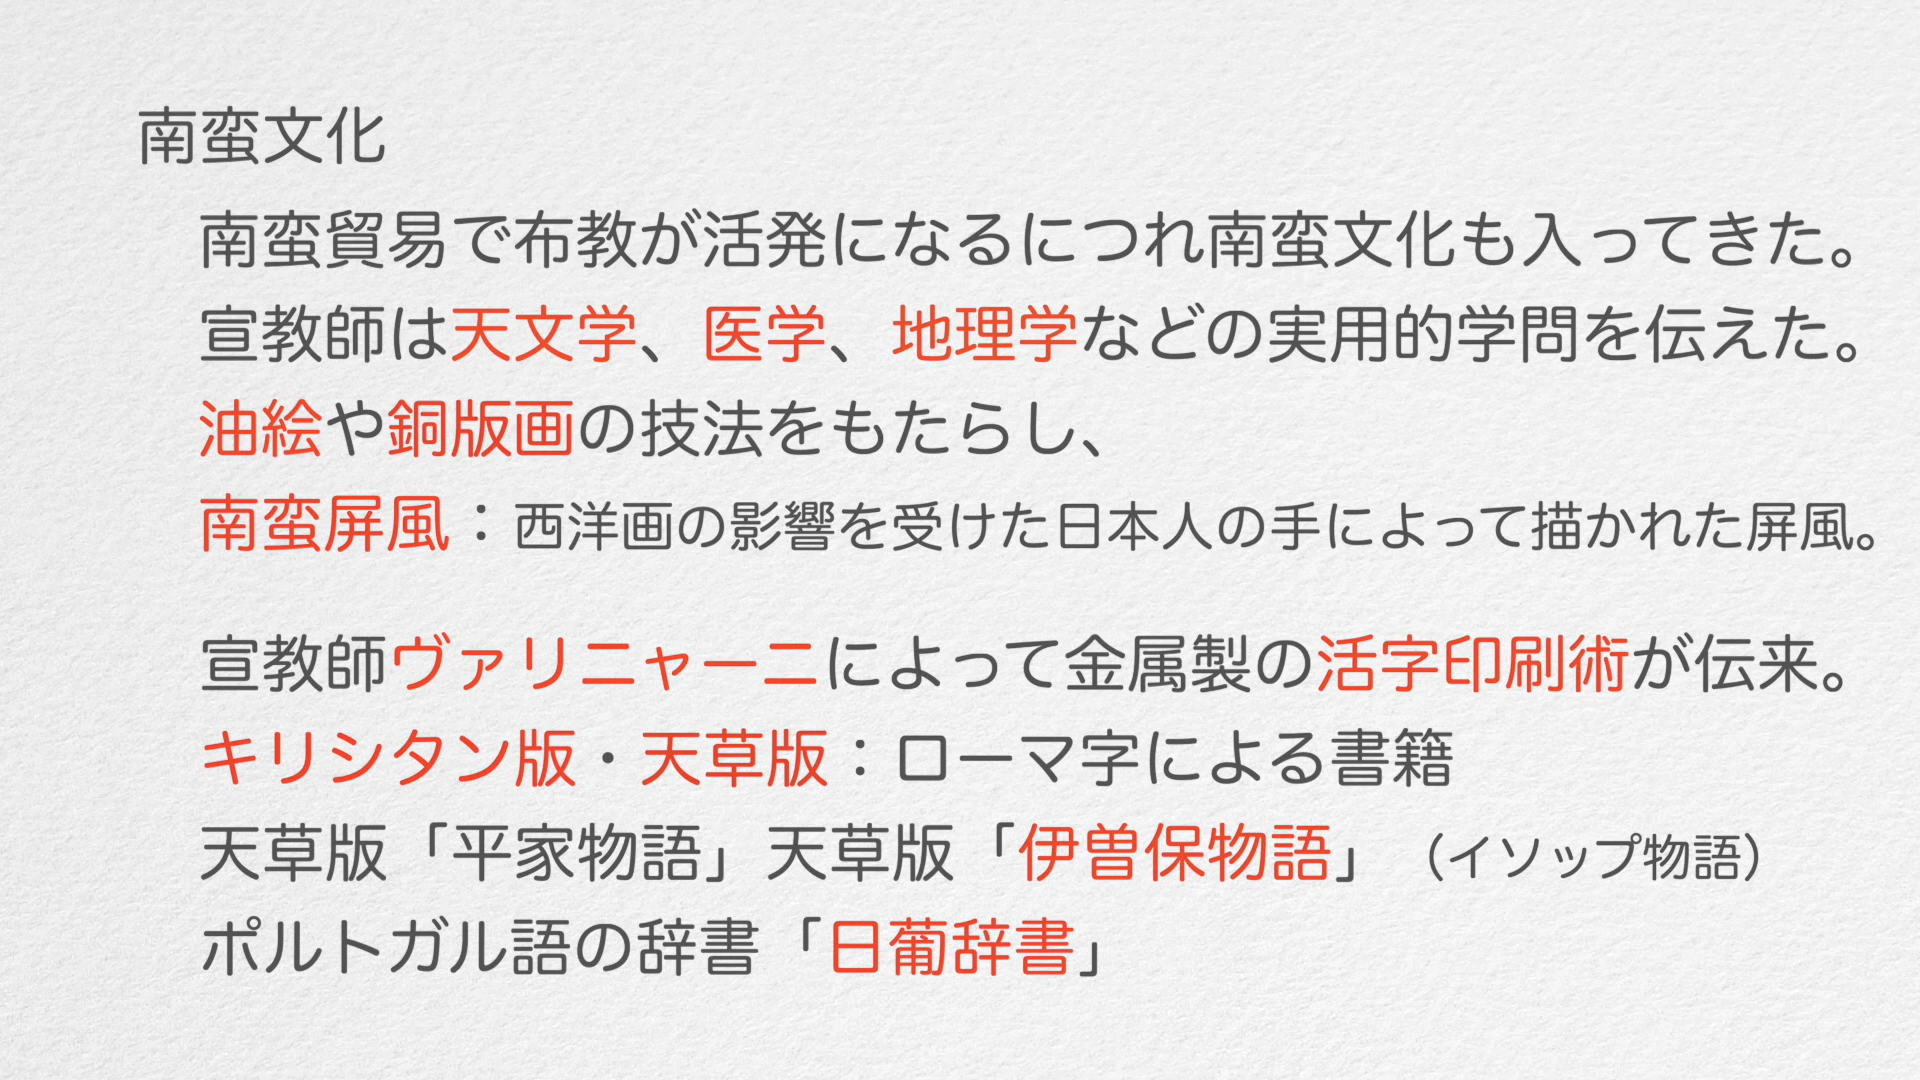 南蛮文化
南蛮貿易で布教が活発になるにつれ南蛮文化も入ってきた。
宣教師は天文学、医学、地理学などの実用的学問を伝えた。
油絵や銅版画の技法をもたらし、
南蛮屏風：西洋画の影響を受けた日本人の手によって描かれた屏風。
宣教師ヴァリニャーニによって金属製の活字印刷術が伝来。
キリシタン版・天草版：ローマ字による書籍
天草版「平家物語」天草版「伊曽保物語」（イソップ物語）
ポルトガル語の辞書「日葡辞書」